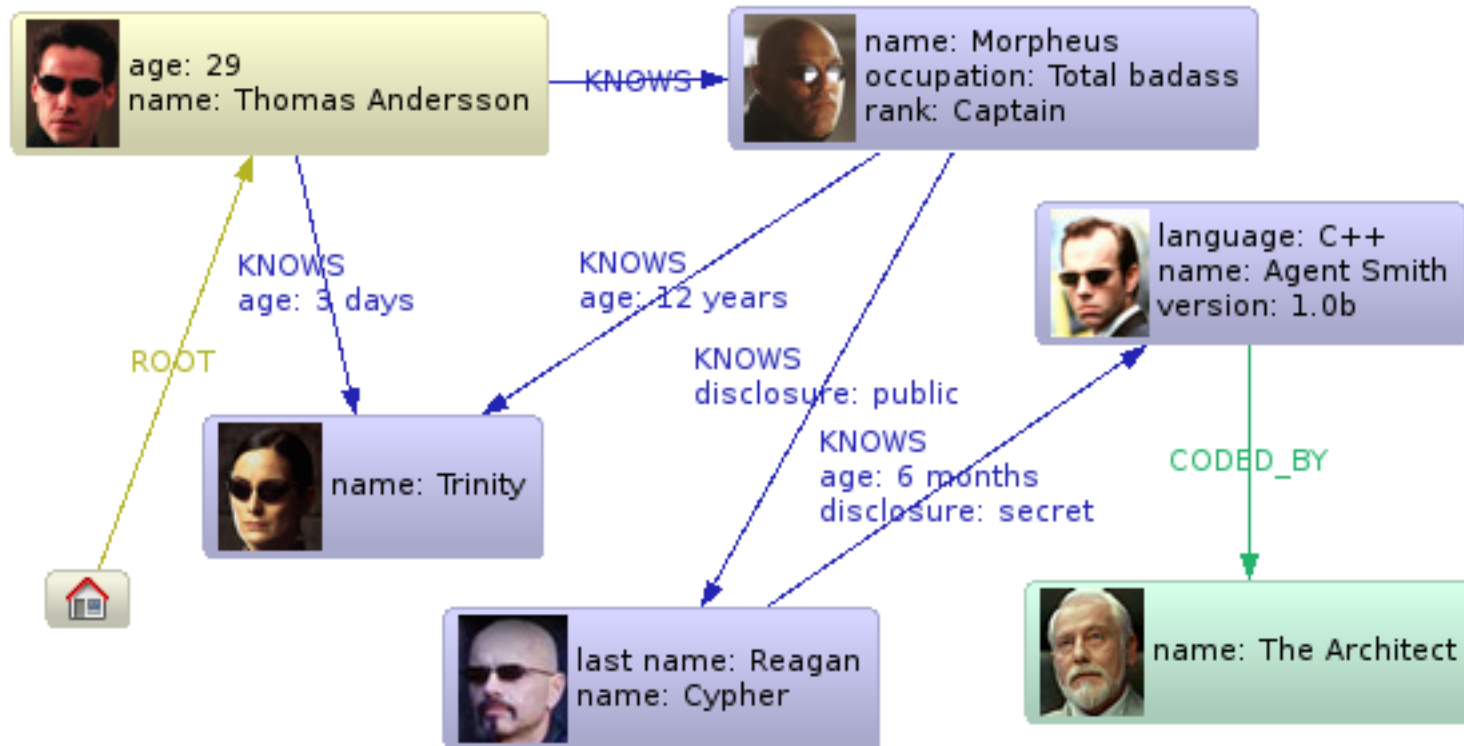 age: 29
name: Thomas Andersson
KNOWS
name: Morpheus
occupation: Total badass
rank: Captain
language: C++
name: Agent Smith
version: 1.0b
KNOWS
age: 3 days
KNOWS
age: 12 years
ROOT
KNOWS
disclosure: public
KNOWS
age: 6 months
disclosure: secret
CODED_BY
name: Trinity
last name: Reagan
name: Cypher
name: The Architect